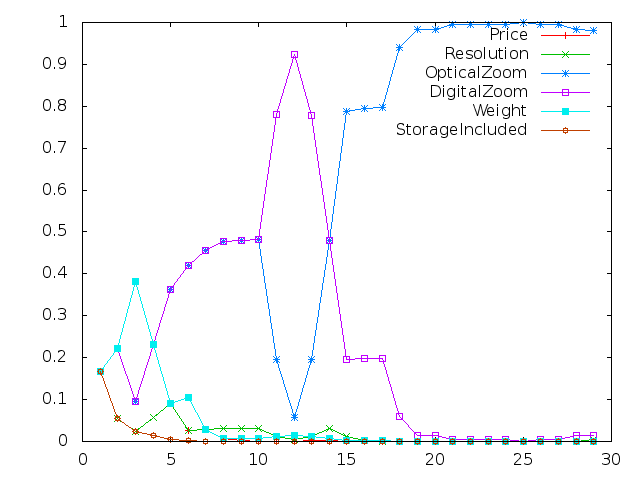 1
0.9
0.8
0.7
0.6
0.5
0.4
0.3
0.2
0.1
0
0 5 10 15 20 25 30
Price
Resolution
OpticalZoom
DigitalZoom
Weight
StorageIncluded